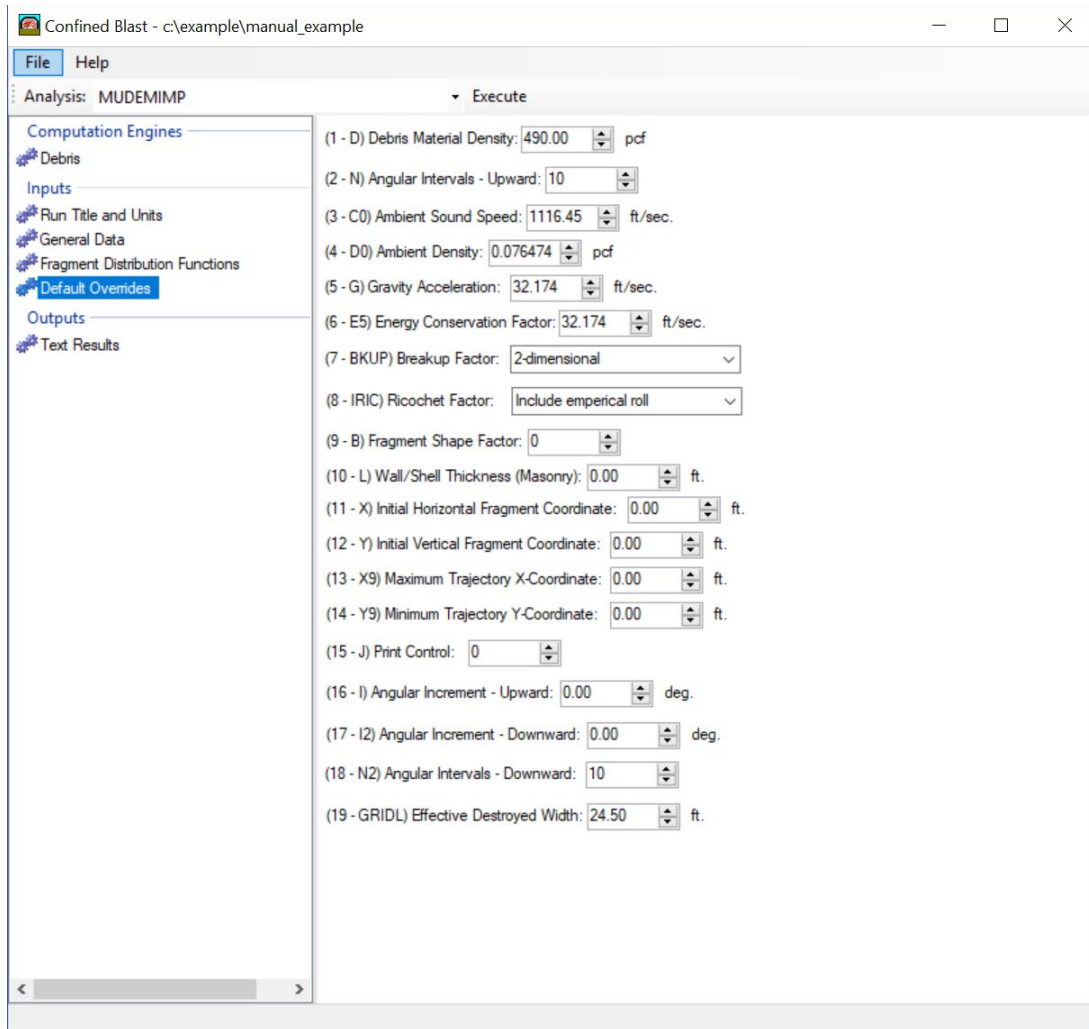 Confined Blast - c:\example\manual_example
File Help
Analysis: MUDEMIMP Execute
Computation Engines
Debris
Inputs
Run Title and Units
General Data
Fragment Distribution Functions
Default Overrides
Outputs
Text Results
(1 - D) Debris Material Density: 490.00 pcf
(2 - N) Angular Intervals - Upward: 10
(3 - C0) Ambient Sound Speed: 1116.45 ft/sec.
(4 - D0) Ambient Density: 0.076474 pcf
(5 - G) Gravity Acceleration: 32.174 ft/sec.
(6 - E5) Energy Conservation Factor: 32.174 ft/sec.
(7 - BKUP) Breakup Factor: 2-dimensional
(8 - IRIC) Ricochet Factor: Include emperical roll
(9 - B) Fragment Shape Factor: 0
(10 - L) Wall/Shell Thickness (Masonry): 0.00 ft.
(11 - X) Initial Horizontal Fragment Coordinate: 0.00 ft.
(12 - Y) Initial Vertical Fragment Coordinate: 0.00 ft.
(13 - X9) Maximum Trajectory X-Coordinate: 0.00 ft.
(14 - Y9) Minimum Trajectory Y-Coordinate: 0.00 ft.
(15 - J) Print Control: 0
(16 - I) Angular Increment - Upward: 0.00 deg.
(17 - I2) Angular Increment - Downward: 0.00 deg.
(18 - N2) Angular Intervals - Downward: 10
(19 - GRIDL) Effective Destroyed Width: 24.50 ft.